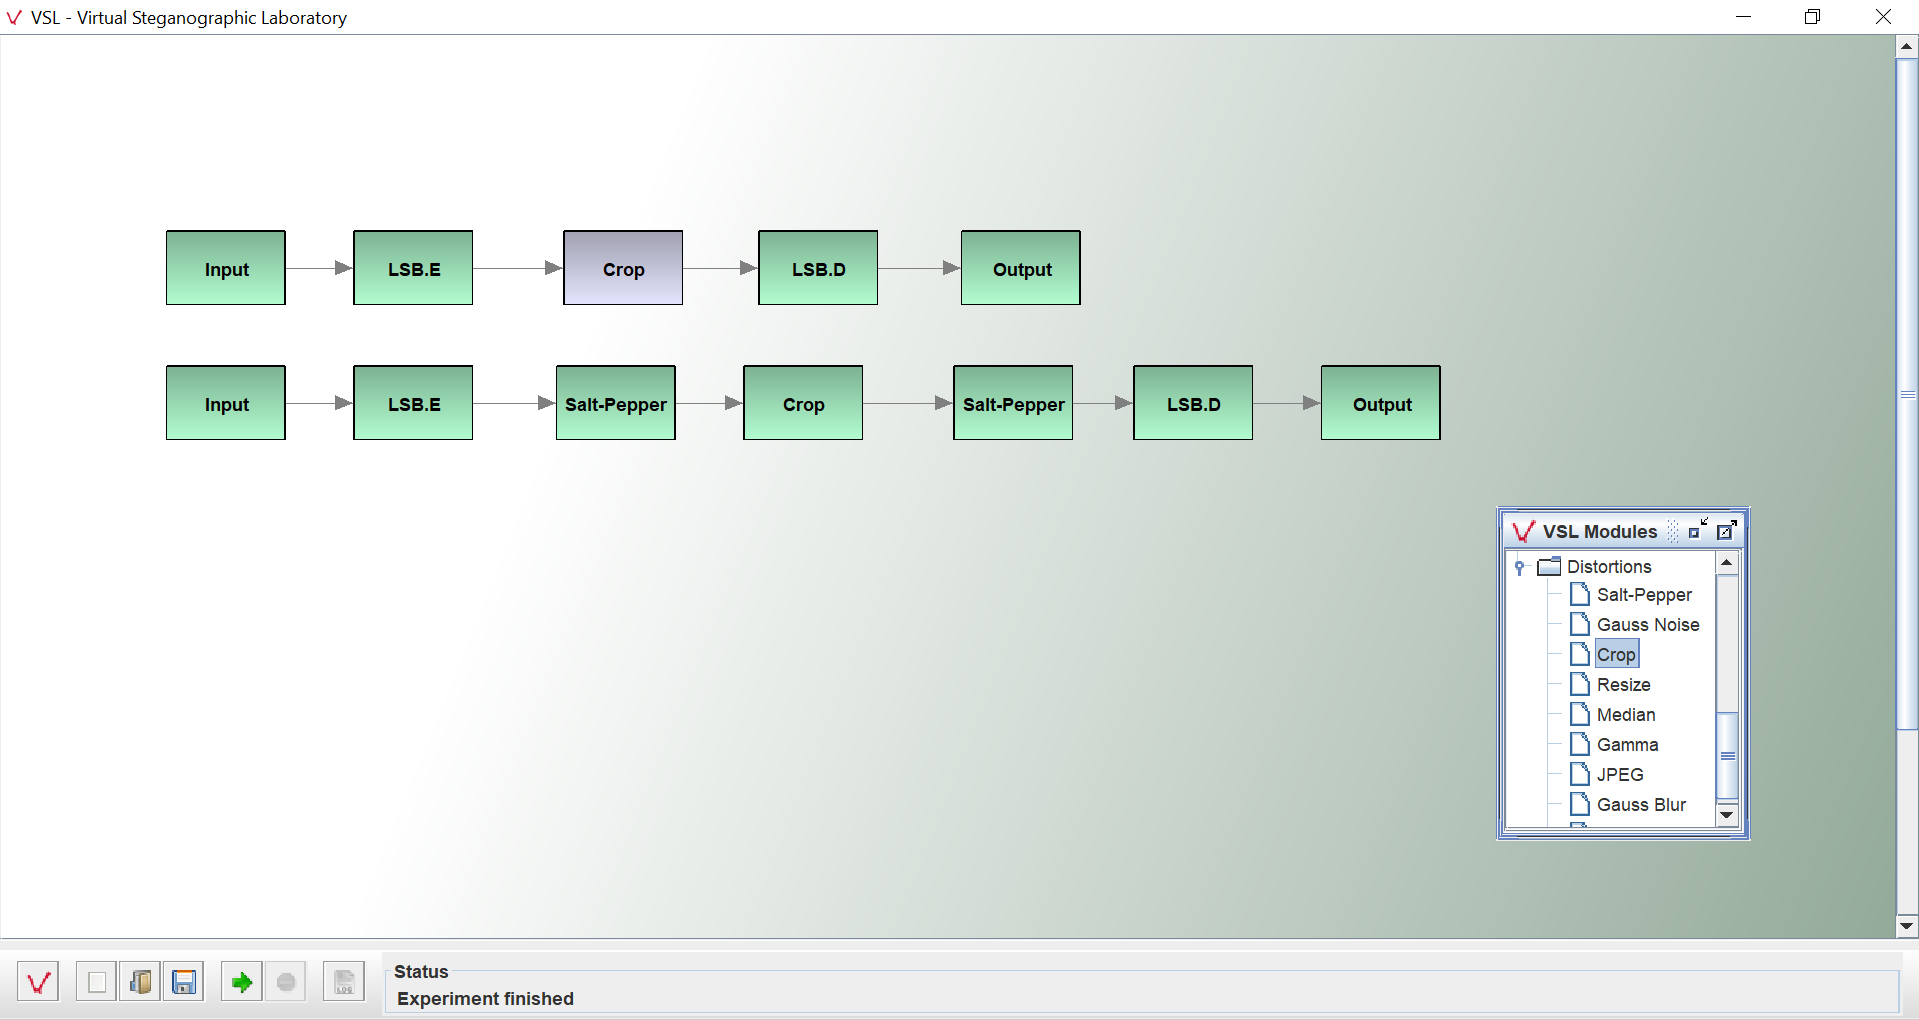 VSL - Virtual Steganographic Laboratory
Input LSB.E Crop LSB.D Output
Input LSB.E Salt-Pepper Crop Salt-Pepper LSB.D Output
VSL Modules
Distortions
Salt-Pepper
Gauss Noise
Crop
Resize
Median
Gamma
JPEG
Gauss Blur
LOG
Status
Experiment finished